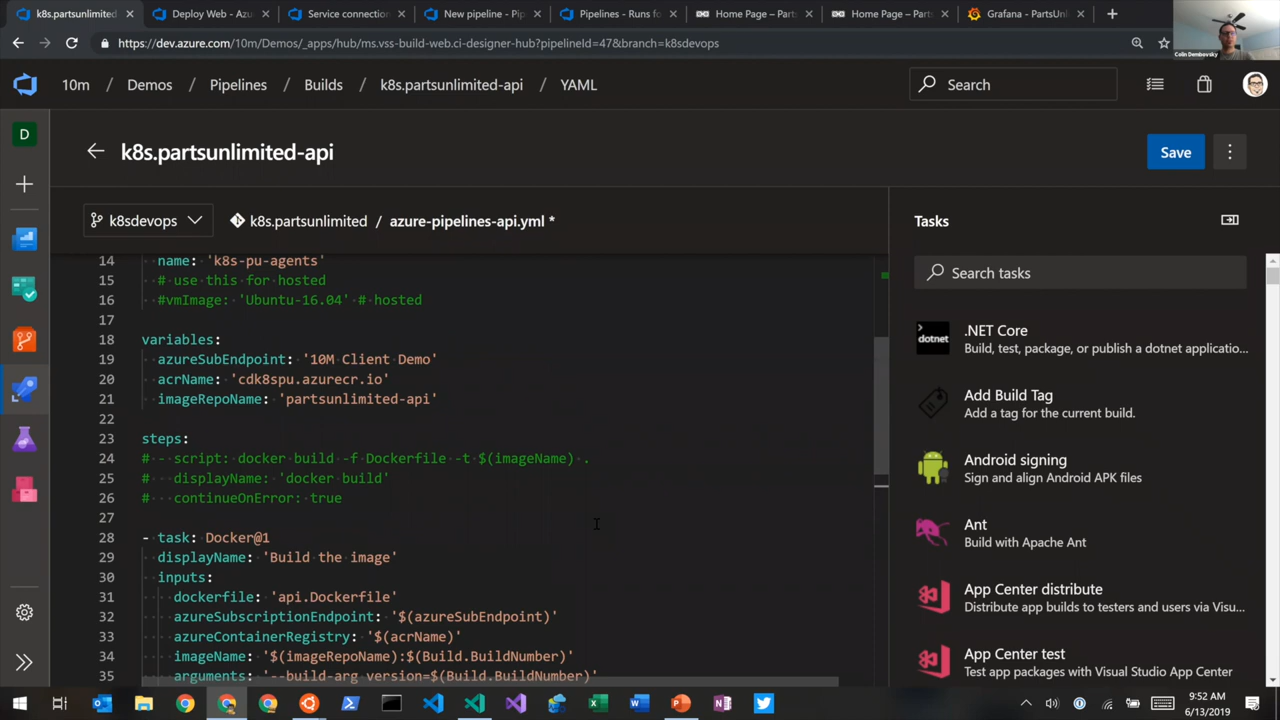 k8s.partsunlimited
Deploy Web - Az
Service connection
New pipeline - Pip
Pipelines - Runs fo
Home Page - Parts
Home Page - Parts
Grafana - PartsUnl
https://dev.azure.com/10m/Demos/_apps/hub/ms.vss-build-web.ci-designer-hub?pipelineId=47&branch=k8sdevops
Colin Dembovsky
10m / Demos / Pipelines / Builds / k8s.partsunlimited-api / YAML
Search
D
k8s.partsunlimited-api
Save
k8sdevops
k8s.partsunlimited / azure-pipelines-api.yml *
Tasks
Search tasks
14 name: 'k8s-pu-agents'
15 # use this for hosted
16 #vmImage: 'Ubuntu-16.04' # hosted
17
18 variables:
19 azureSubEndpoint: '10M Client Demo'
20 acrName: 'cdk8spu.azurecr.io'
21 imageRepoName: 'partsunlimited-api'
22
23 steps:
24 # - script: docker build -f Dockerfile -t $(imageName) .
25 # displayName: 'docker build'
26 # continueOnError: true
27
28 - task: Docker@1
29 displayName: 'Build the image'
30 inputs:
31 dockerfile: 'api.Dockerfile'
32 azureSubscriptionEndpoint: '$(azureSubEndpoint)'
33 azureContainerRegistry: '$(acrName)'
34 imageName: '$(imageRepoName):$(Build.BuildNumber)'
35 arguments: '--build-arg version=$(Build.BuildNumber)'
dotnet
.NET Core
Build, test, package, or publish a dotnet applicatio...
Add Build Tag
Add a tag for the current build.
Android signing
Sign and align Android APK files
Ant
Build with Apache Ant
App Center distribute
Distribute app builds to testers and users via Visu...
App Center test
Test app packages with Visual Studio App Center
9:52 AM
6/13/2019